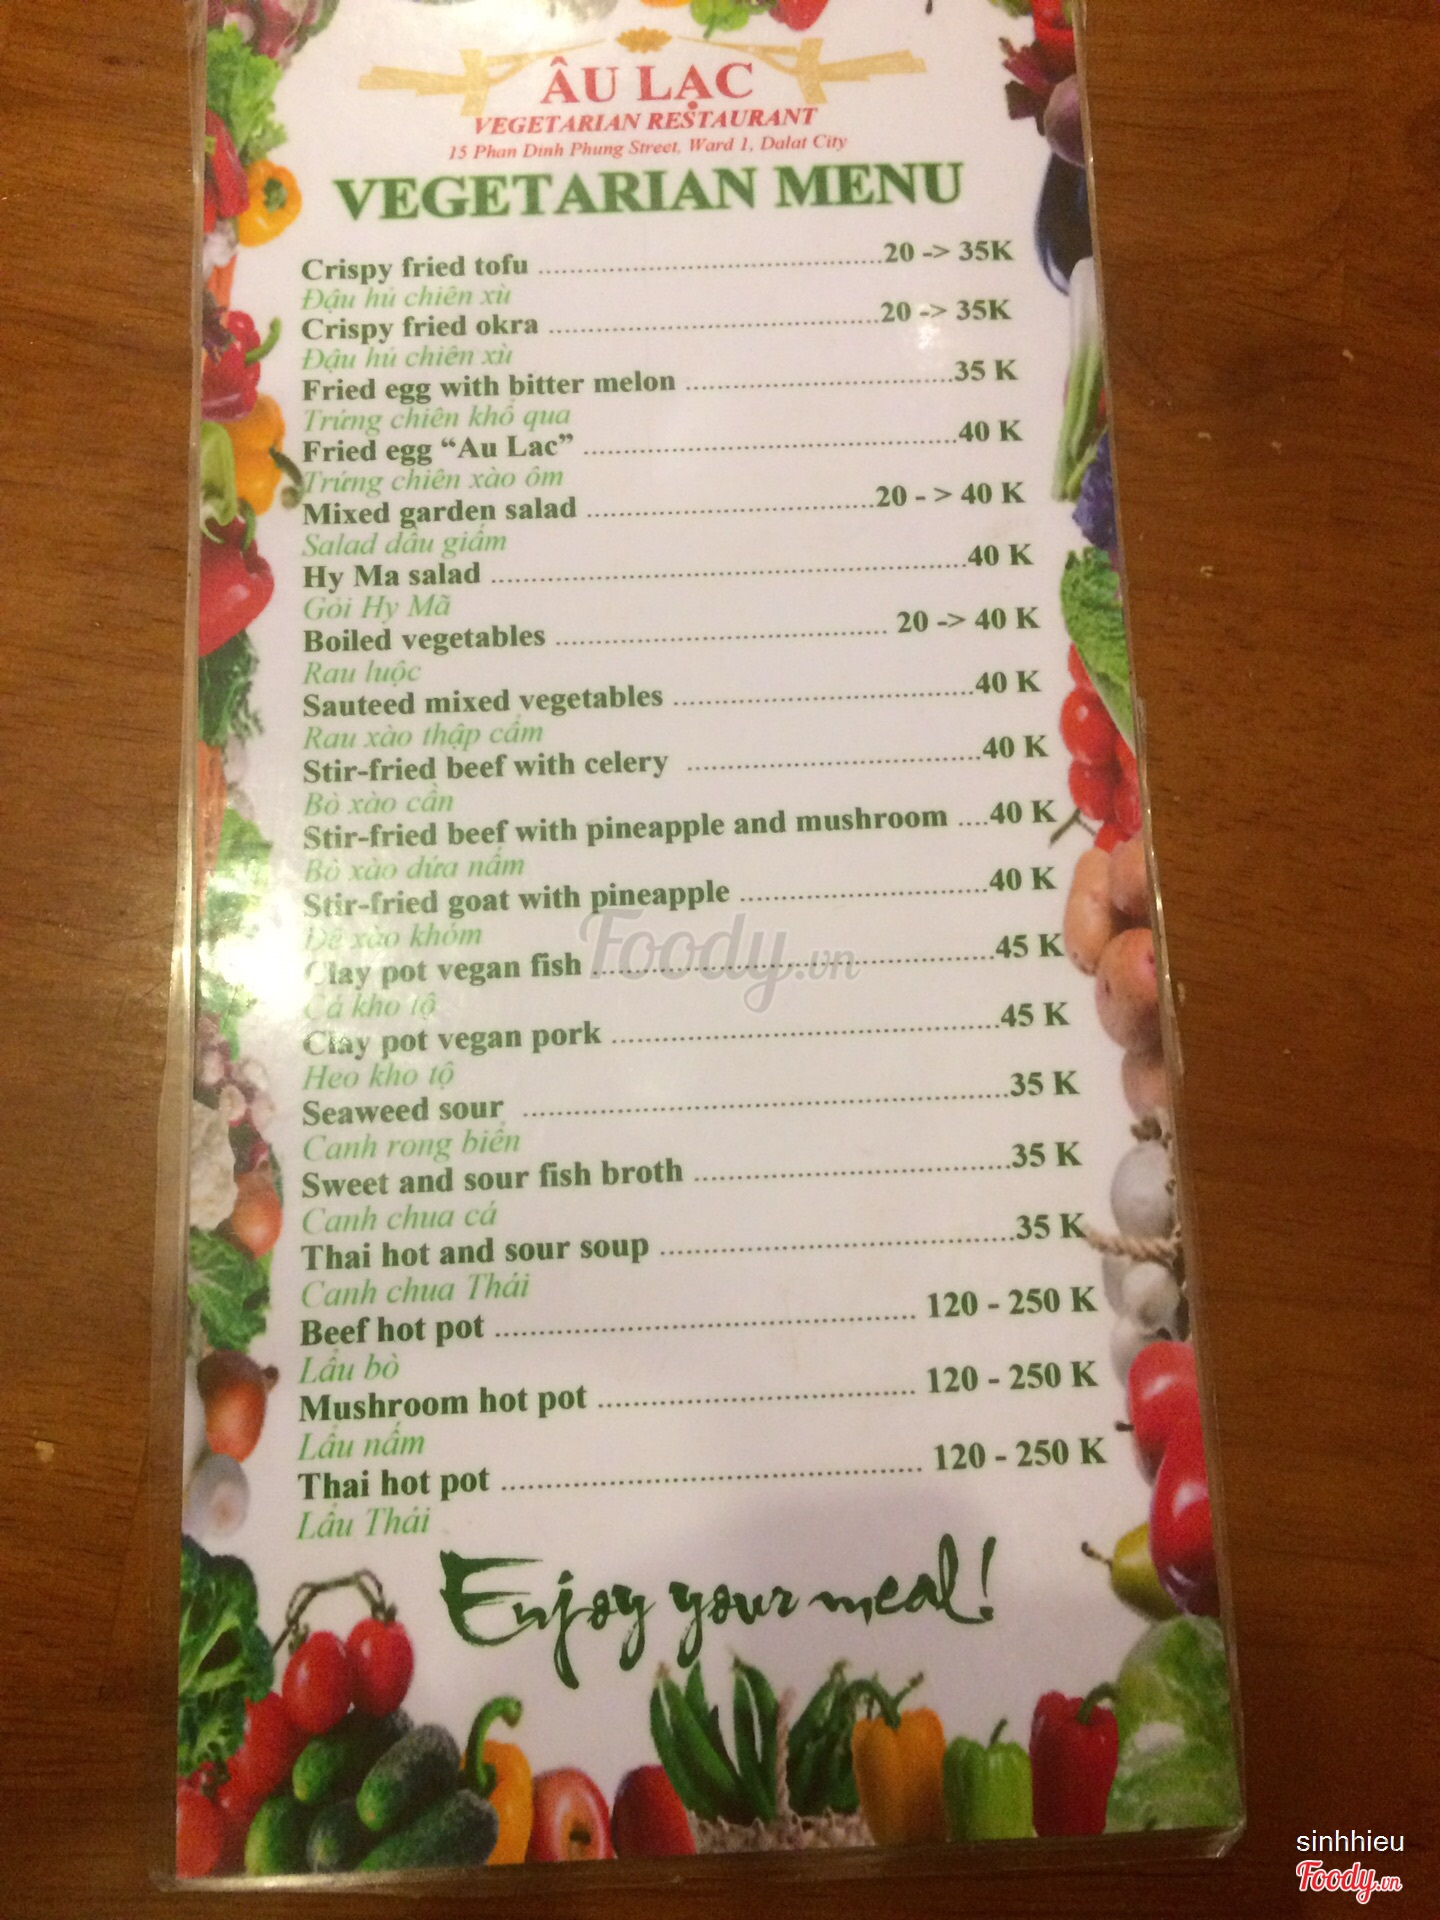 ÂU LẠC
VEGETARIAN RESTAURANT
15 Phan Dinh Phung Street, Ward 1, Dalat City
VEGETARIAN MENU
Crispy fried tofu ........ 20 -> 35K
Đậu hủ chiên xù
Crispy fried okra ........ 20 -> 35K
Đậu hủ chiên xù
Fried egg with bitter melon ........ 35 K
Trứng chiên khổ qua
Fried egg “Au Lac” ........ 40 K
Trứng chiên xào ôm
Mixed garden salad ........ 20 - > 40 K
Salad dầu giấm
Hy Ma salad ........ 40 K
Gỏi Hy Mã
Boiled vegetables ........ 20 -> 40 K
Rau luộc
Sauteed mixed vegetables ........ 40 K
Rau xào thập cẩm
Stir-fried beef with celery ........ 40 K
Bò xào cần
Stir-fried beef with pineapple and mushroom .... 40 K
Bò xào dứa nấm
Stir-fried goat with pineapple ........ 40 K
Dê xào khóm
Clay pot vegan fish ........ 45 K
Cá kho tộ
Clay pot vegan pork ........ 45 K
Heo kho tộ
Seaweed sour ........ 35 K
Canh rong biển
Sweet and sour fish broth ........ 35 K
Canh chua cá
Thai hot and sour soup ........ 35 K
Canh chua Thái
Beef hot pot ........ 120 - 250 K
Lẩu bò
Mushroom hot pot ........ 120 - 250 K
Lẩu nấm
Thai hot pot ........ 120 - 250 K
Lẩu Thái
Enjoy your meal!
Foody.vn
sinhhieu
Foody.vn